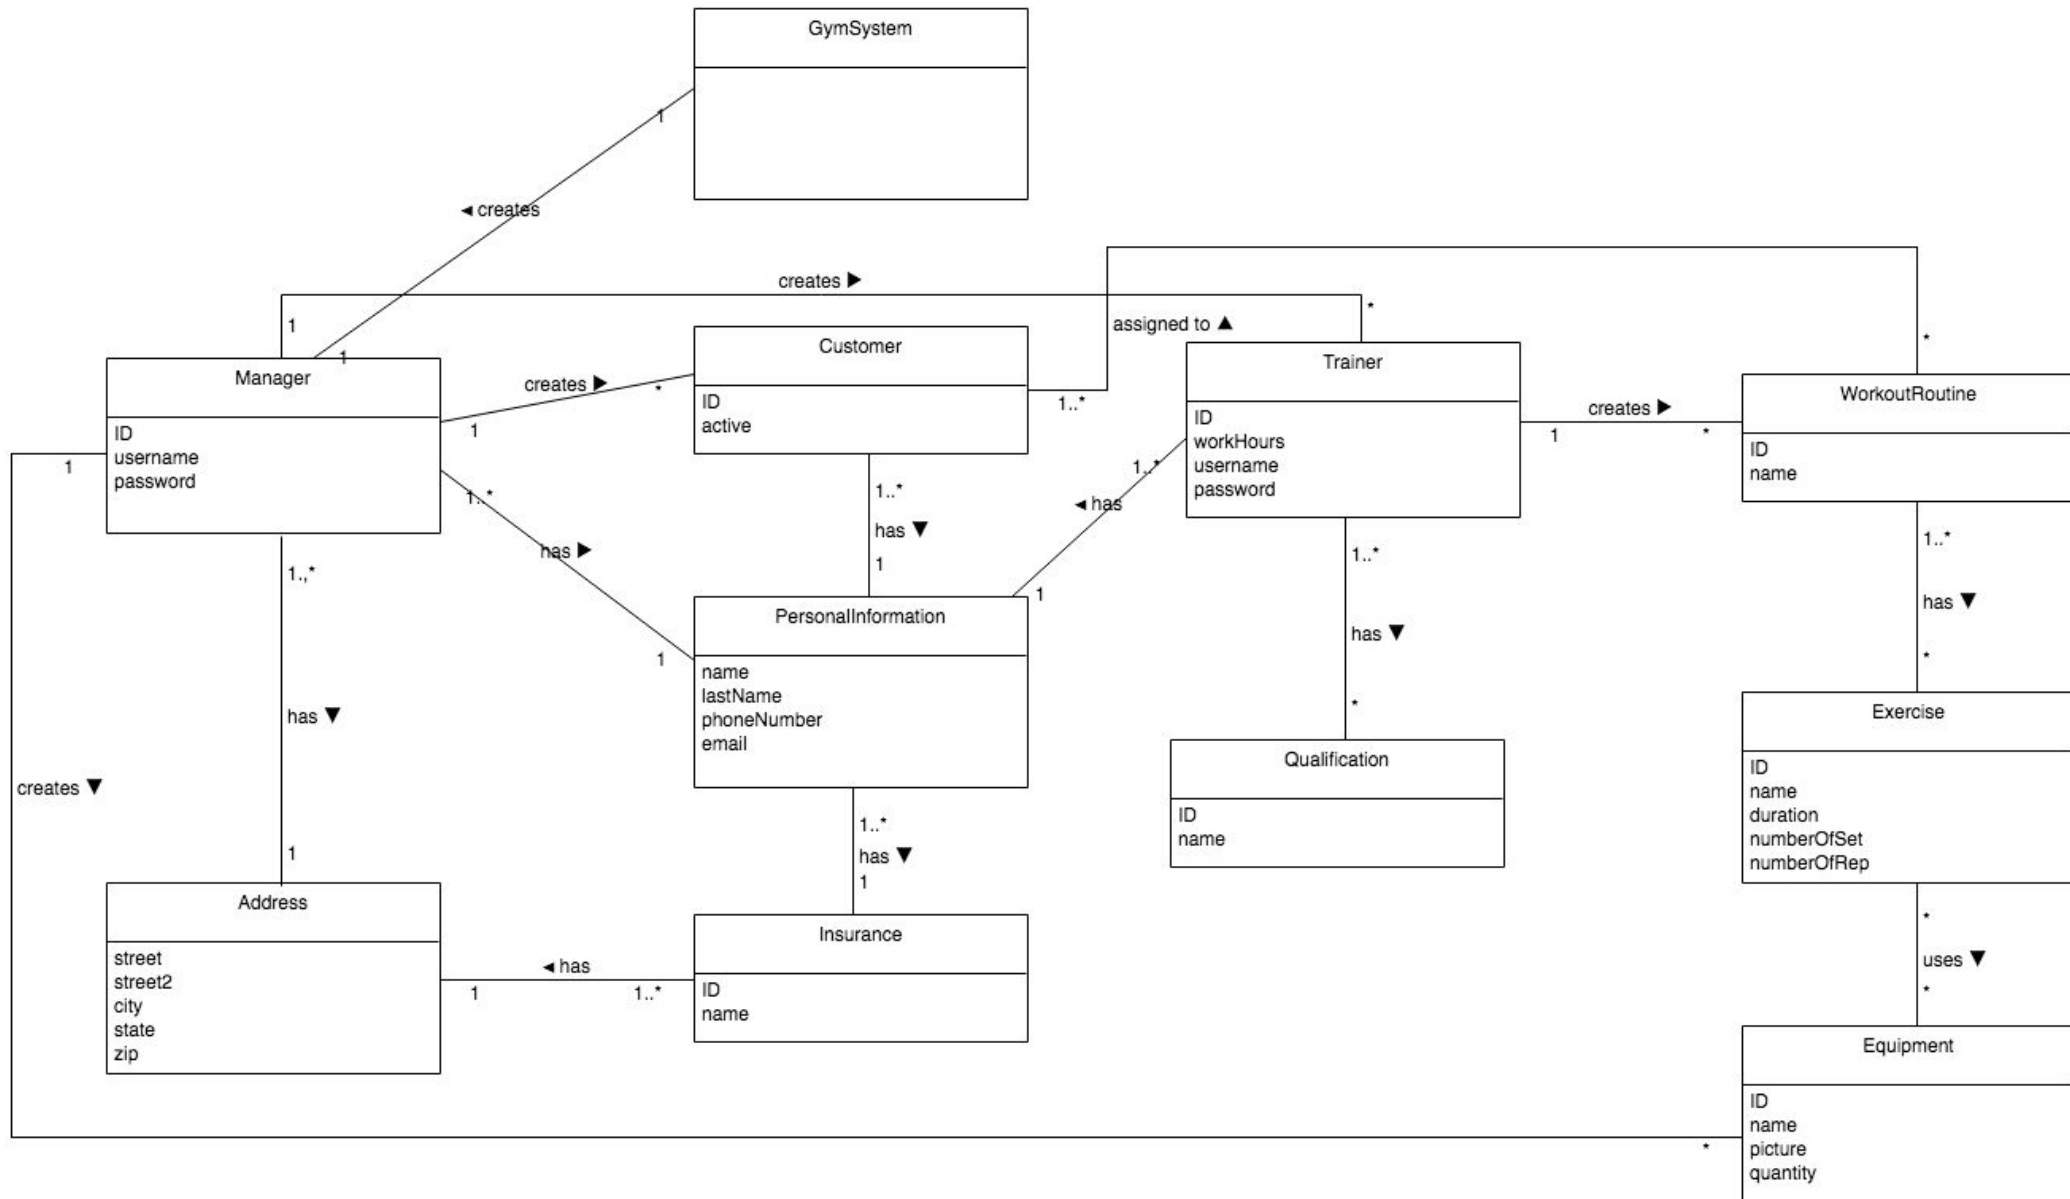 GymSystem
1
◄ creates
creates ►
1
*
1
assigned to ▲
*
Manager
ID
username
password
creates ►
1
*
Customer
ID
active
1..*
Trainer
ID
workHours
username
password
creates ►
1
*
WorkoutRoutine
ID
name
1
1..*
has ►
1
1..*
has ▼
1
1..*
◄ has
1
1..*
has ▼
*
1..*
has ▼
*
1.,*
has ▼
1
PersonalInformation
name
lastName
phoneNumber
email
Qualification
ID
name
Exercise
ID
name
duration
numberOfSet
numberOfRep
creates ▼
1..*
has ▼
1
*
uses ▼
*
Address
street
street2
city
state
zip
◄ has
1
1..*
Insurance
ID
name
Equipment
ID
name
picture
quantity
*